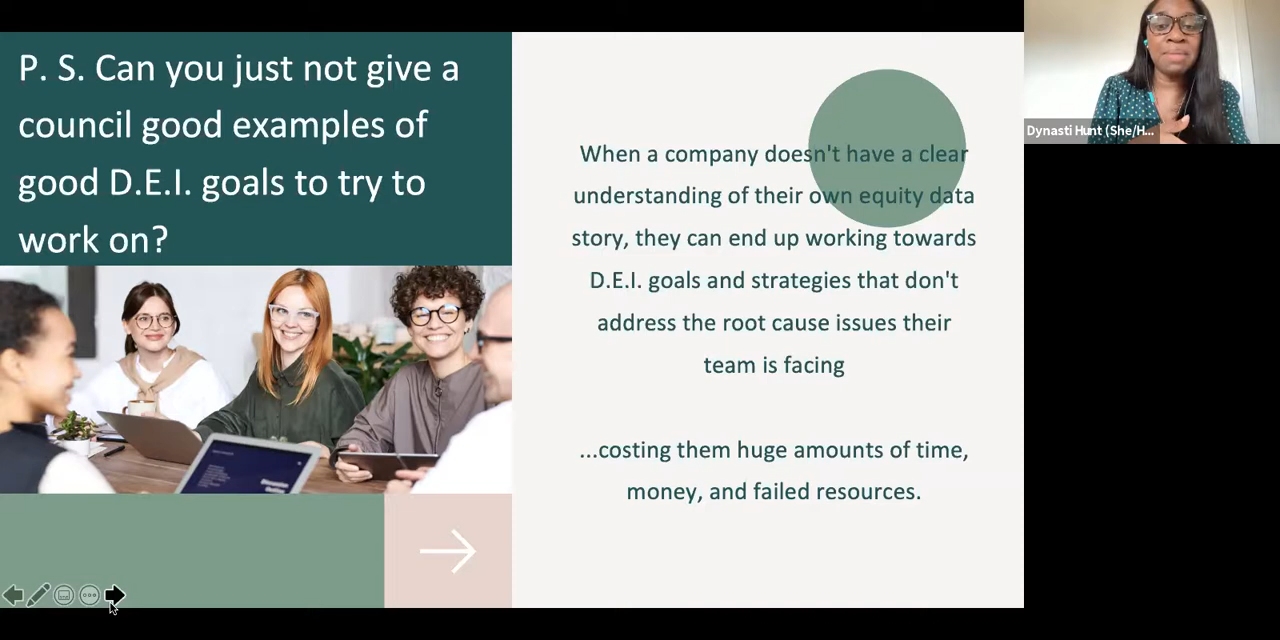 P. S. Can you just not give a
council good examples of
good D.E.I. goals to try to
work on?
When a company doesn't have a clear
understanding of their own equity data
story, they can end up working towards
D.E.I. goals and strategies that don't
address the root cause issues their
team is facing
...costing them huge amounts of time,
money, and failed resources.
Dynasti Hunt (She/H...